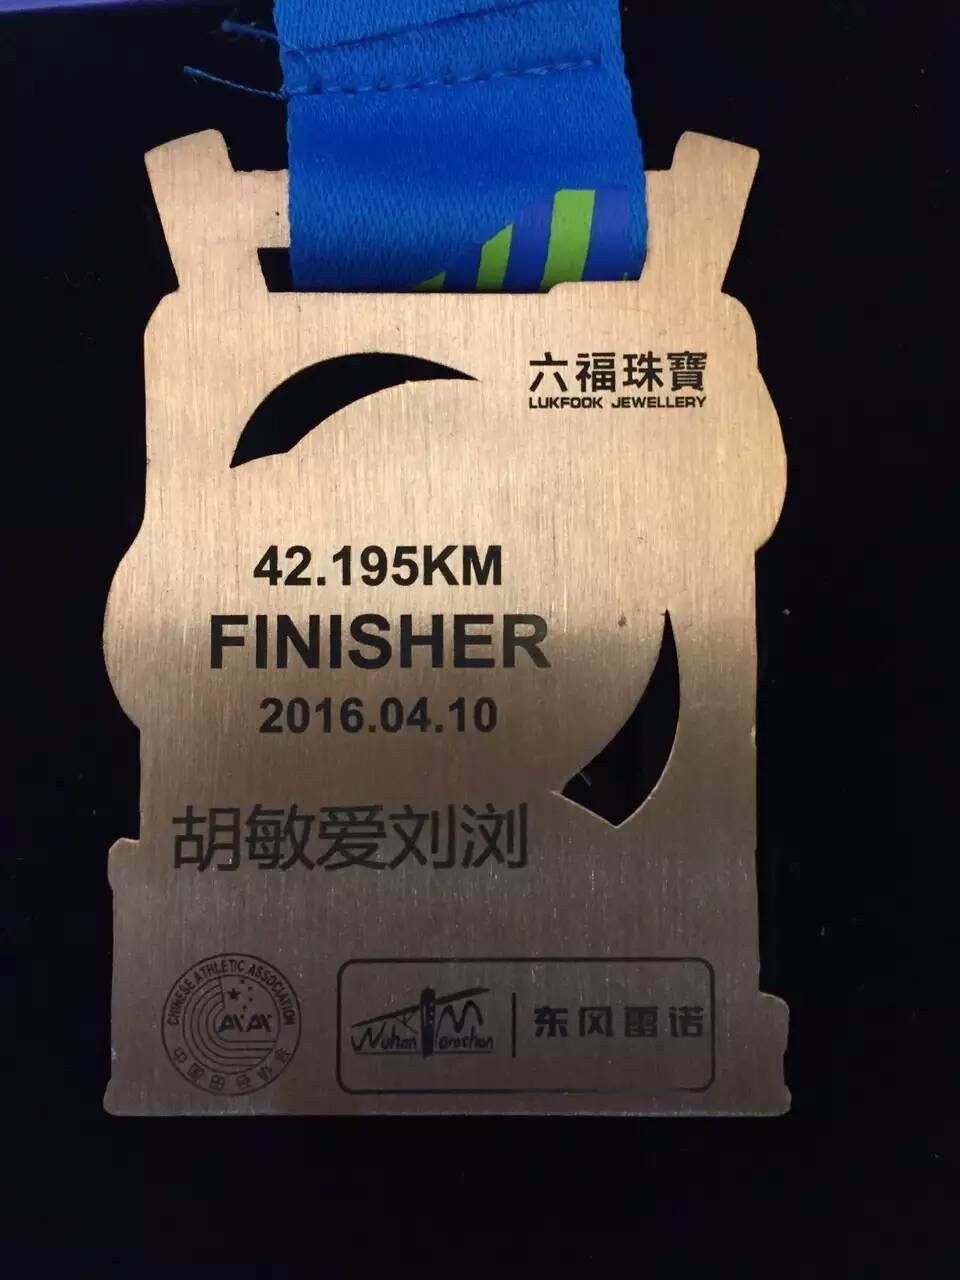 六福珠寶
LUKFOOK JEWELLERY
42.195KM
FINISHER
2016.04.10
胡敏爱刘浏
CHINESE ATHLETIC ASSOCIATION
中国田径协会
Wuhan Marathon
东风雷诺